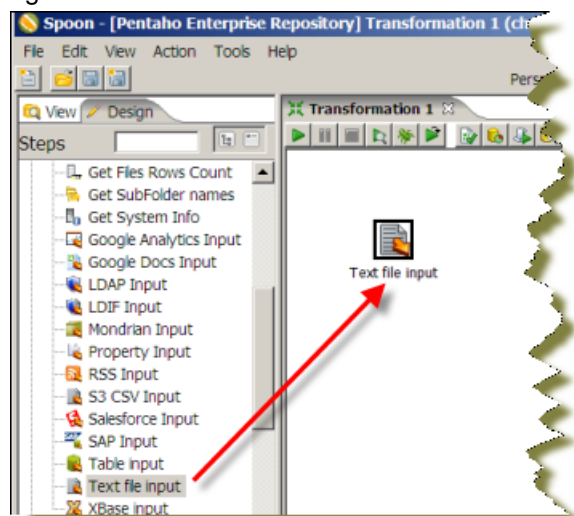 Spoon - [Pentaho Enterprise Repository] Transformation 1 (ch
File Edit View Action Tools Help
Pers
View Design
Transformation 1
Steps
Get Files Rows Count
Get SubFolder names
Get System Info
Google Analytics Input
Google Docs Input
LDAP Input
LDIF Input
Mondrian Input
Property Input
RSS Input
S3 CSV Input
Salesforce Input
SAP Input
Table input
Text file input
XBase input
Text file input